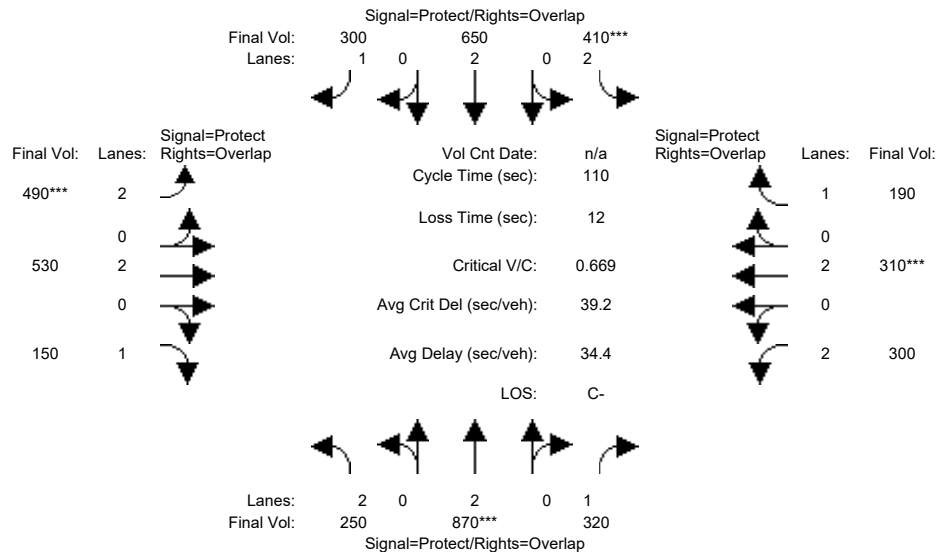 Signal=Protect/Rights=Overlap
Final Vol: 300 650 410***
Lanes: 1 0 2 0 2
Signal=Protect Signal=Protect
Final Vol: Lanes: Rights=Overlap Vol Cnt Date: n/a Rights=Overlap Lanes: Final Vol:
Cycle Time (sec): 110
490*** 2 1 190
Loss Time (sec): 12
0 0
530 2 Critical V/C: 0.669 2 310***
0 Avg Crit Del (sec/veh): 39.2 0
150 1 Avg Delay (sec/veh): 34.4 2 300
LOS: C-
Lanes: 2 0 2 0 1
Final Vol: 250 870*** 320
Signal=Protect/Rights=Overlap